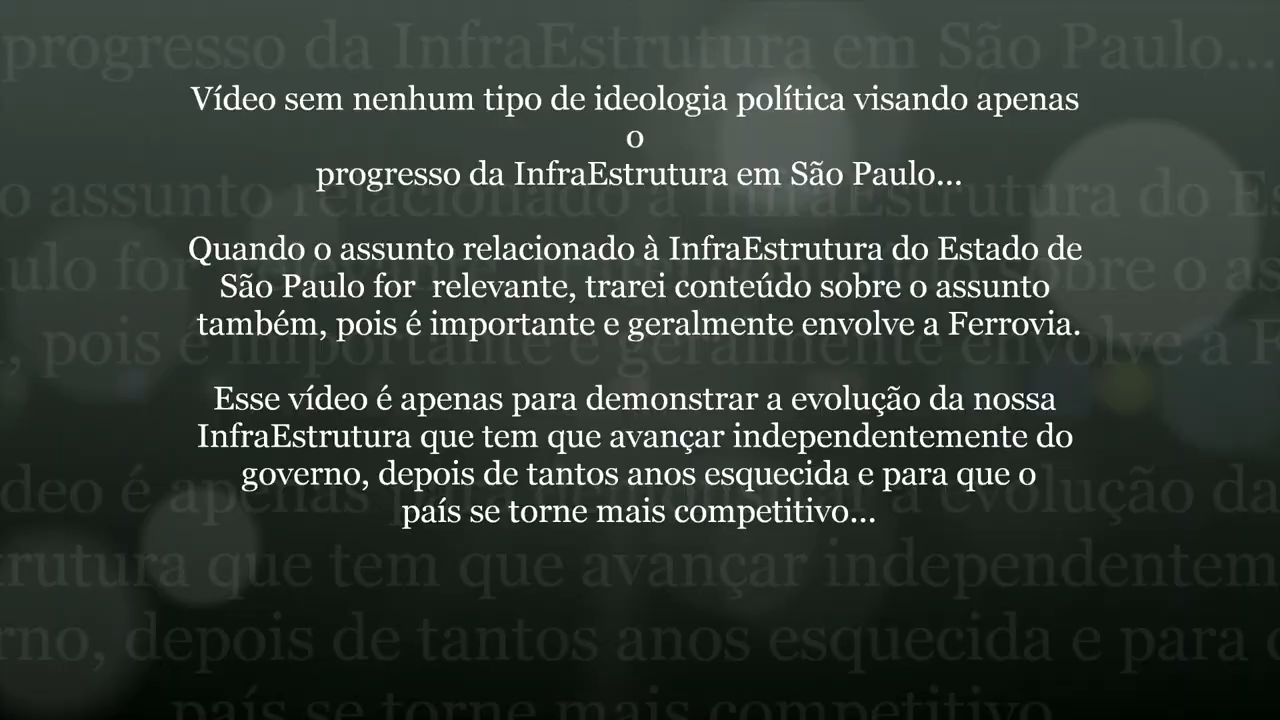 Vídeo sem nenhum tipo de ideologia política visando apenas
o
progresso da InfraEstrutura em São Paulo...
Quando o assunto relacionado à InfraEstrutura do Estado de
São Paulo for relevante, trarei conteúdo sobre o assunto
também, pois é importante e geralmente envolve a Ferrovia.
Esse vídeo é apenas para demonstrar a evolução da nossa
InfraEstrutura que tem que avançar independentemente do
governo, depois de tantos anos esquecida e para que o
país se torne mais competitivo...